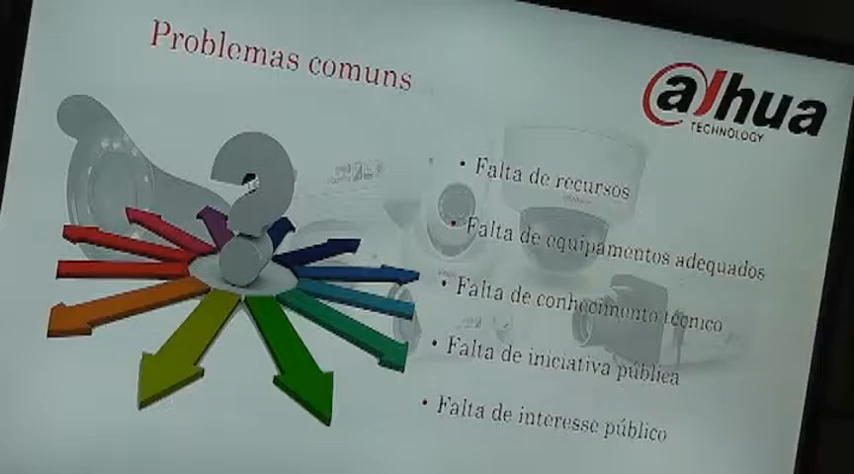 Problemas comuns
alhua
TECHNOLOGY
• Falta de recursos
• Falta de equipamentos adequados
• Falta de conhecimento técnico
• Falta de iniciativa pública
• Falta de interesse público